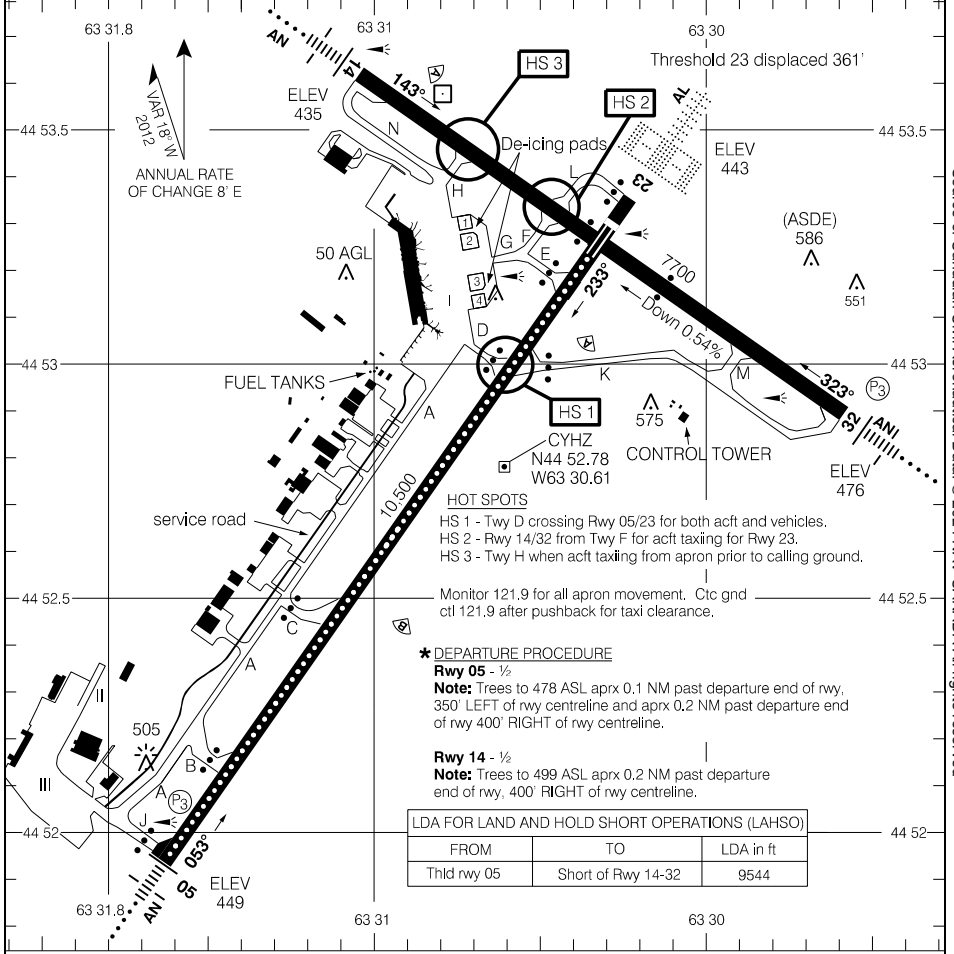 63 31.8
63 31
63 30
AN
14
143°
A
HS 3
Threshold 23 displaced 361'
VAR 18° W
2012
ANNUAL RATE
OF CHANGE 8' E
ELEV
435
HS 2
AL
44 53.5
44 53.5
N
De-icing pads
ELEV
443
H
L
23
1
2
G
F
E
(ASDE)
586
50 AGL
3
4
I
233°
7700
551
Down 0.54%
D
A
44 53
44 53
FUEL TANKS
A
K
M
323°
P3
HS 1
575
32
AN
CYHZ
N44 52.78
W63 30.61
CONTROL TOWER
ELEV
476
10,500
service road
HOT SPOTS
HS 1 - Twy D crossing Rwy 05/23 for both acft and vehicles.
HS 2 - Rwy 14/32 from Twy F for acft taxiing for Rwy 23.
HS 3 - Twy H when acft taxiing from apron prior to calling ground.
44 52.5
44 52.5
Monitor 121.9 for all apron movement. Ctc gnd
ctl 121.9 after pushback for taxi clearance.
C
B
A
* DEPARTURE PROCEDURE
Rwy 05 - ½
Note: Trees to 478 ASL aprx 0.1 NM past departure end of rwy,
350' LEFT of rwy centreline and aprx 0.2 NM past departure end
of rwy 400' RIGHT of rwy centreline.
II
505
III
B
A
P3
Rwy 14 - ½
Note: Trees to 499 ASL aprx 0.2 NM past departure
end of rwy, 400' RIGHT of rwy centreline.
J
44 52
44 52
053°
05
AN
ELEV
449
LDA FOR LAND AND HOLD SHORT OPERATIONS (LAHSO)
FROM TO LDA in ft
Thld rwy 05 Short of Rwy 14-32 9544
63 31.8
63 31
63 30